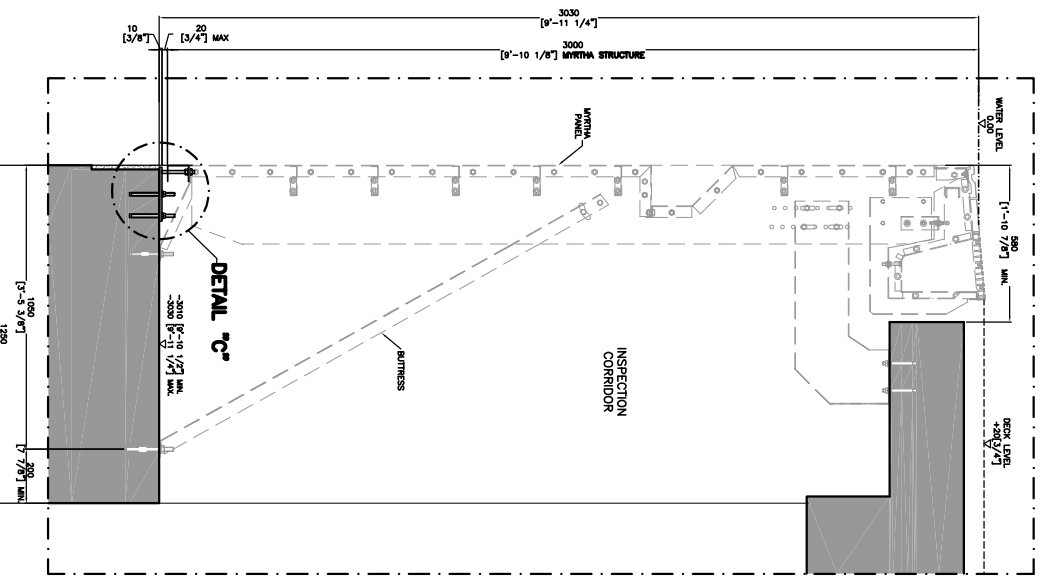 3030
[9'-11 1/4"]
10
[3/8"]
20
[3/4"] MAX
3000
[9'-10 1/8"] MYRTHA STRUCTURE
WATER LEVEL
0.00
MYRTHA
PANEL
580
[1'-10 7/8"] MIN.
DETAIL "C"
-3010 [9'-10 1/2"] MIN.
-3030 [9'-11 1/4"] MAX.
BUTTRESS
INSPECTION
CORRIDOR
DECK LEVEL
+20[3/4"]
1050
[3'-5 3/8"]
200
[7 7/8"] MIN.
1250